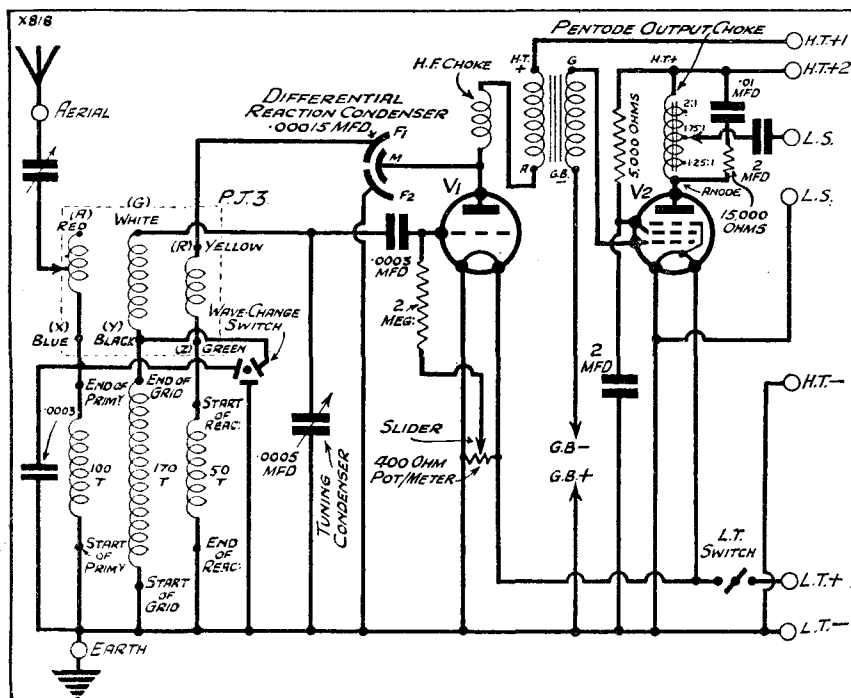 X816
AERIAL
DIFFERENTIAL
REACTION CONDENSER
.00015 MFD
F1
M
F2
H.F. CHOKE
H.T.
+
G
R
G.B.
-
PENTODE OUTPUT CHOKE
H.T.+
2:1
1.75:1
1.25:1
ANODE
5,000 OHMS
.01
MFD
2
MFD
15,000
OHMS
H.T.+1
H.T.+2
L.S.
L.S.
H.T.-
L.T.+
L.T.-
V1
V2
P.J.3.
(A)
RED
(G)
WHITE
(R)
YELLOW
(X)
BLUE
(Y)
BLACK
(Z) GREEN
WAVE-CHANGE
SWITCH
.0003
MFD
2
MEG:
END OF
PRIMY
END OF
GRID
START
OF
REAC:
.0003
100
T
170
T
50
T
START
OF
PRIMY
START
OF
GRID
END
OF
REAC:
.0005
MFD
TUNING
CONDENSER
SLIDER
400 OHM
POT/METER
G.B-
G.B+
2
MFD
L.T.
SWITCH
EARTH